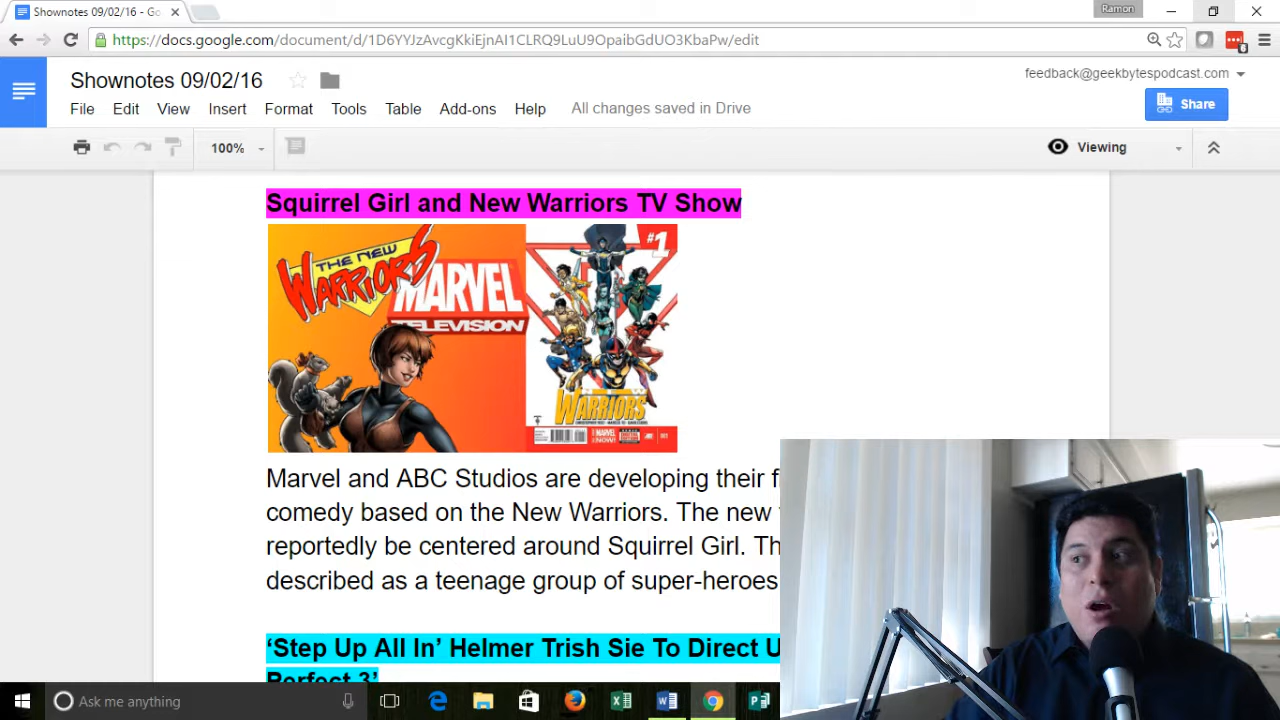 Shownotes 09/02/16 - Go
Ramon
https://docs.google.com/document/d/1D6YYJzAvcgKkiEjnAI1CLRQ9LuU9OpaibGdUO3KbaPw/edit
Shownotes 09/02/16
feedback@geekbytespodcast.com
File Edit View Insert Format Tools Table Add-ons Help All changes saved in Drive
Share
100%
Viewing
Squirrel Girl and New Warriors TV Show
THE NEW
WARRIORS
MARVEL
TELEVISION
#1
WARRIORS
Marvel and ABC Studios are developing their f
comedy based on the New Warriors. The new
reportedly be centered around Squirrel Girl. Th
described as a teenage group of super-heroes
‘Step Up All In’ Helmer Trish Sie To Direct U
Perfect 3’
Ask me anything